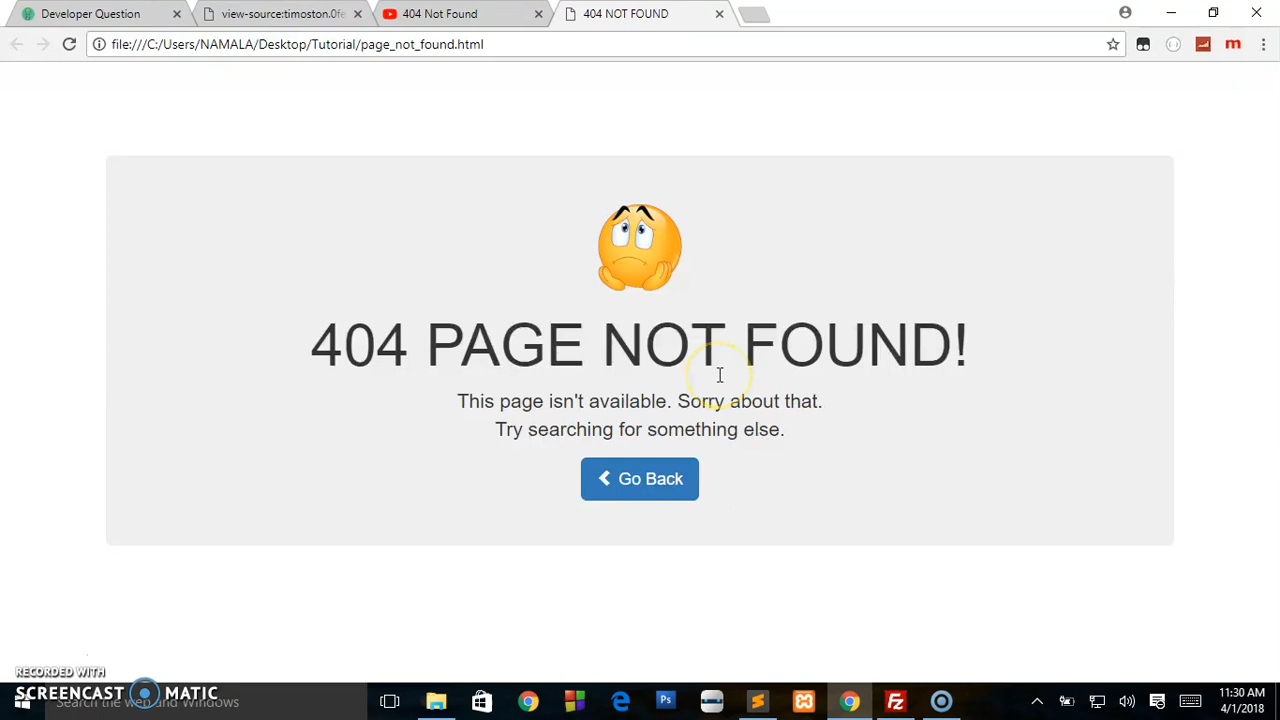 Developer Question
view-source:timoston.0fe
404 Not Found
404 NOT FOUND
file:///C:/Users/NAMALA/Desktop/Tutorial/page_not_found.html
m
404 PAGE NOT FOUND!
This page isn't available. Sorry about that.
Try searching for something else.
Go Back
RECORDED WITH
SCREENCAST MATIC
Search the web and Windows
Ps
Fz
11:30 AM
4/1/2018